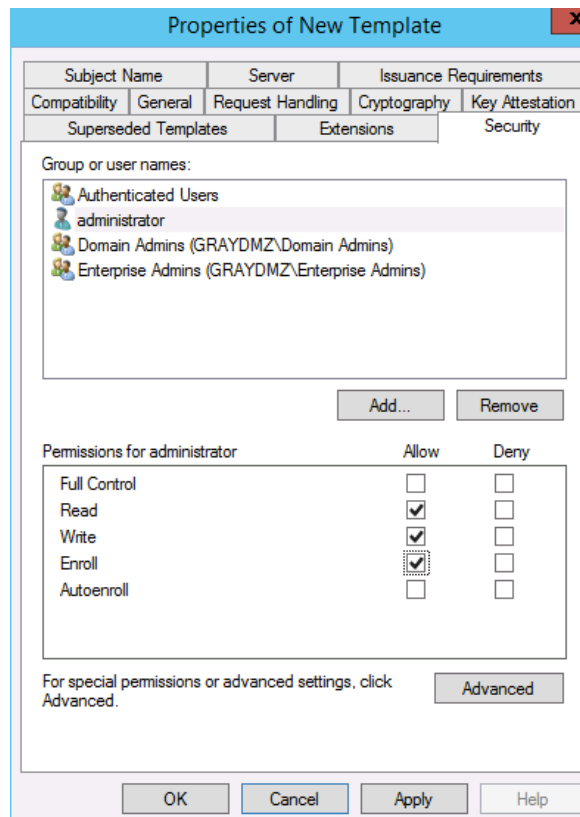 Properties of New Template
x
Subject Name Server Issuance Requirements
Compatibility General Request Handling Cryptography Key Attestation
Superseded Templates Extensions Security
Group or user names:
Authenticated Users
administrator
Domain Admins (GRAYDMZ\Domain Admins)
Enterprise Admins (GRAYDMZ\Enterprise Admins)
Add... Remove
Permissions for administrator Allow Deny
Full Control
Read
Write
Enroll
Autoenroll
For special permissions or advanced settings, click
Advanced.
Advanced
OK Cancel Apply Help